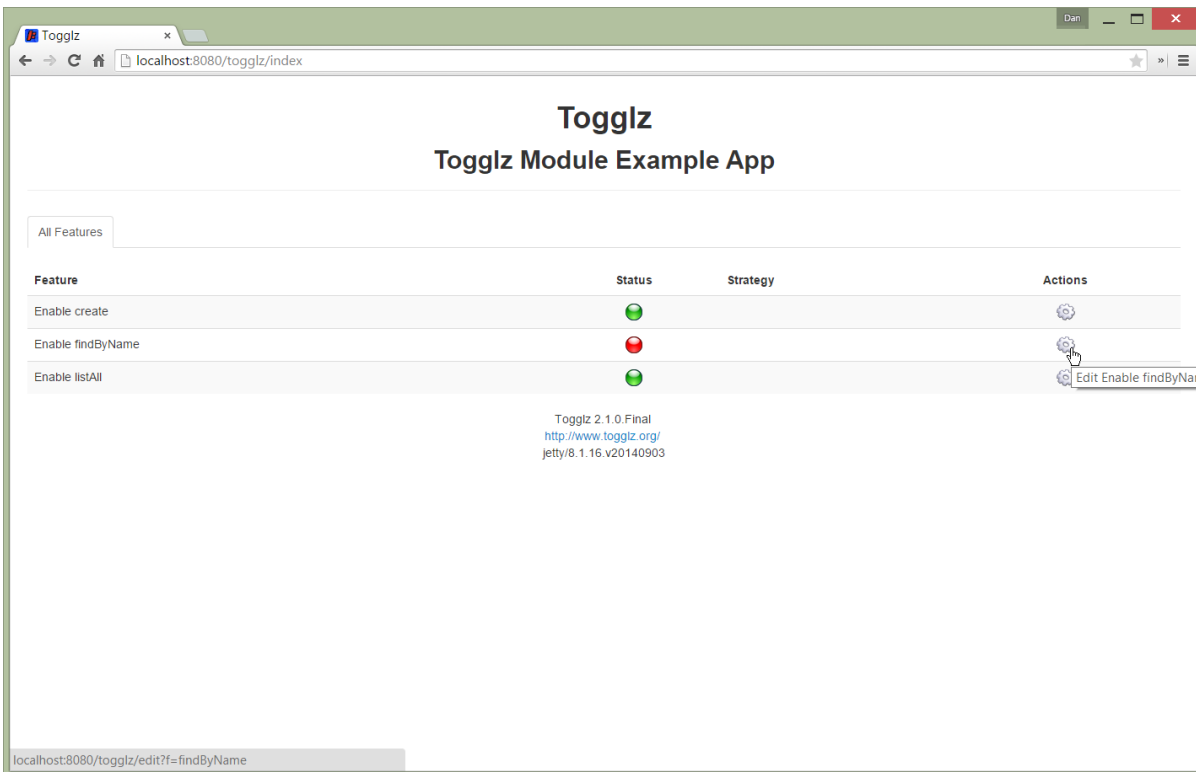 Dan
Togglz
localhost:8080/togglz/index
Togglz
Togglz Module Example App
All Features
Feature Status Strategy Actions
Enable create
Enable findByName
Enable listAll
Edit Enable findByNa
Togglz 2.1.0.Final
http://www.togglz.org/
jetty/8.1.16.v20140903
localhost:8080/togglz/edit?f=findByName